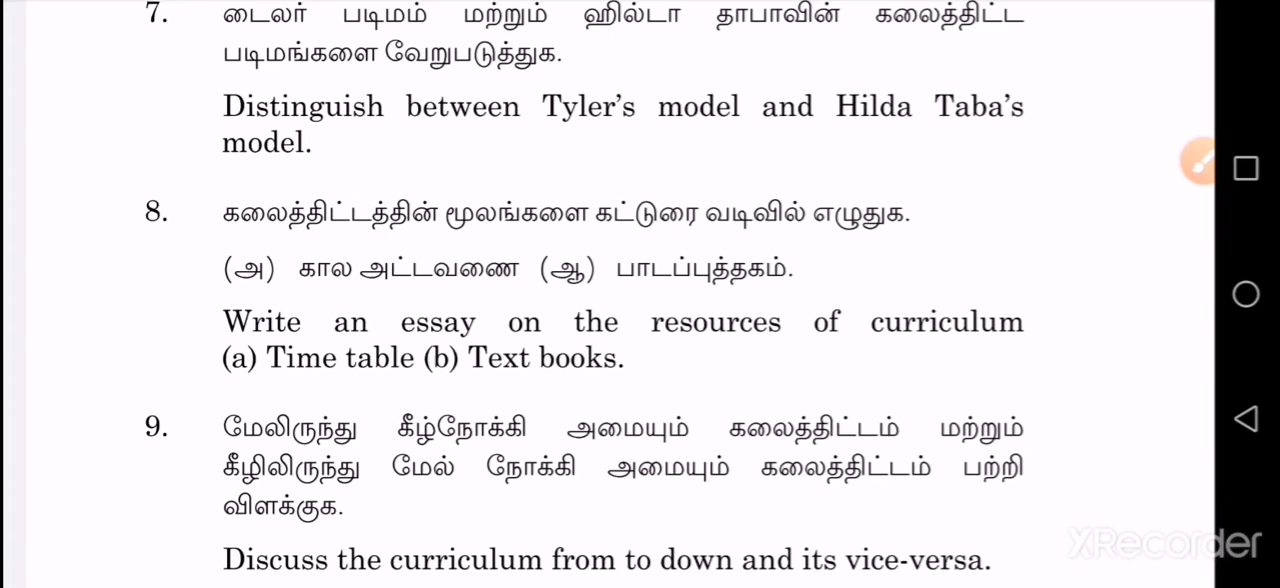 7. டைலர் படிமம் மற்றும் ஹில்டா தாபாவின் கலைத்திட்ட
படிமங்களை வேறுபடுத்துக.
Distinguish between Tyler's model and Hilda Taba's
model.
8. கலைத்திட்டத்தின் மூலங்களை கட்டுரை வடிவில் எழுதுக.
(அ) கால அட்டவணை (ஆ) பாடப்புத்தகம்.
Write an essay on the resources of curriculum
(a) Time table (b) Text books.
9. மேலிருந்து கீழ்நோக்கி அமையும் கலைத்திட்டம் மற்றும்
கீழிலிருந்து மேல் நோக்கி அமையும் கலைத்திட்டம் பற்றி
விளக்குக.
Discuss the curriculum from to down and its vice-versa.
XRecorder